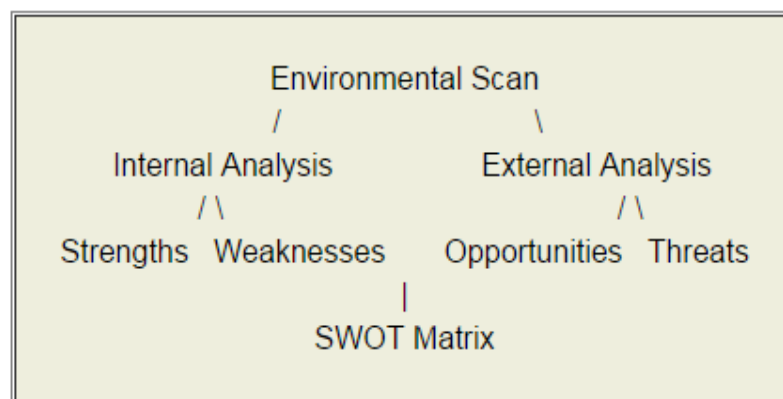 Environmental Scan
/ \
Internal Analysis External Analysis
/ \ / \
Strengths Weaknesses Opportunities Threats
|
SWOT Matrix